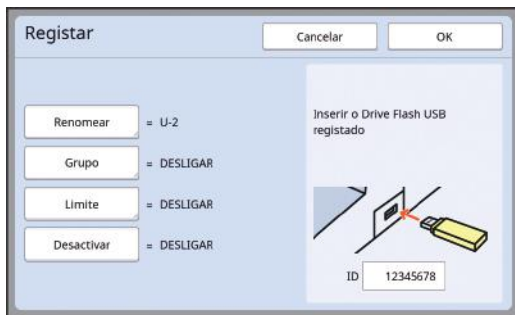 Registar
Cancelar
OK
Renomear = U-2
Grupo = DESLIGAR
Limite = DESLIGAR
Desactivar = DESLIGAR
Inserir o Drive Flash USB
registado
ID 12345678